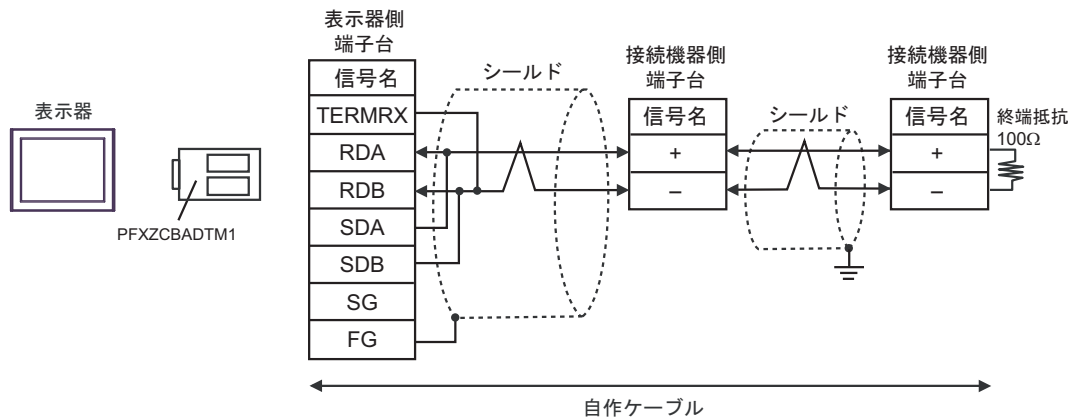 表示器
PFXZCBADTM1
表示器側
端子台
信号名
TERMRX
RDA
RDB
SDA
SDB
SG
FG
シールド
接続機器側
端子台
信号名
+
–
シールド
接続機器側
端子台
信号名
+
–
終端抵抗
100Ω
自作ケーブル